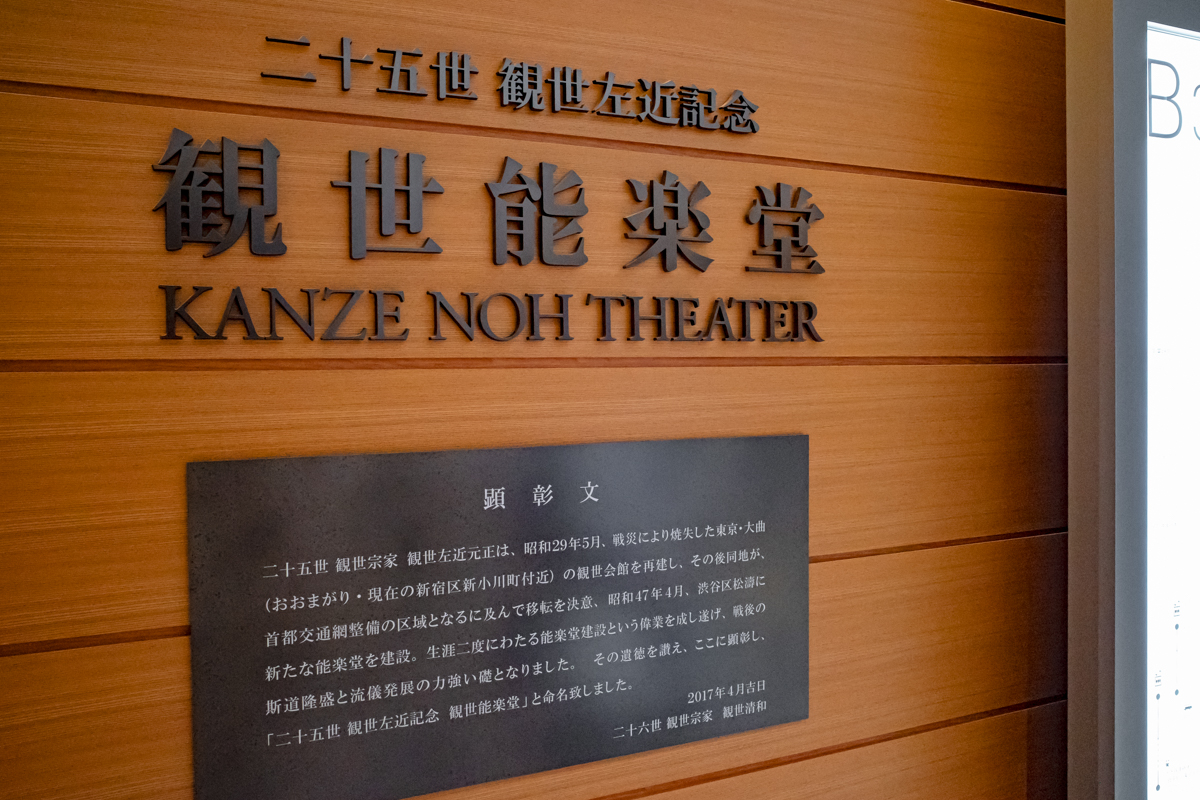 二十五世 観世左近記念
観世能楽堂
KANZE NOH THEATER
顕彰文
二十五世 観世宗家 観世左近元正は、昭和29年5月、戦災により焼失した東京・大曲
(おおまがり・現在の新宿区新小川町付近)の観世会館を再建し、その後同地が、
首都交通網整備の区域となるに及んで移転を決意、昭和47年4月、渋谷区松濤に
新たな能楽堂を建設。生涯二度にわたる能楽堂建設という偉業を成し遂げ、戦後の
斯道隆盛と流儀発展の力強い礎となりました。 その遺徳を讃え、ここに顕彰し、
「二十五世 観世左近記念 観世能楽堂」と命名致しました。
2017年4月吉日
二十六世 観世宗家 観世清和
B3